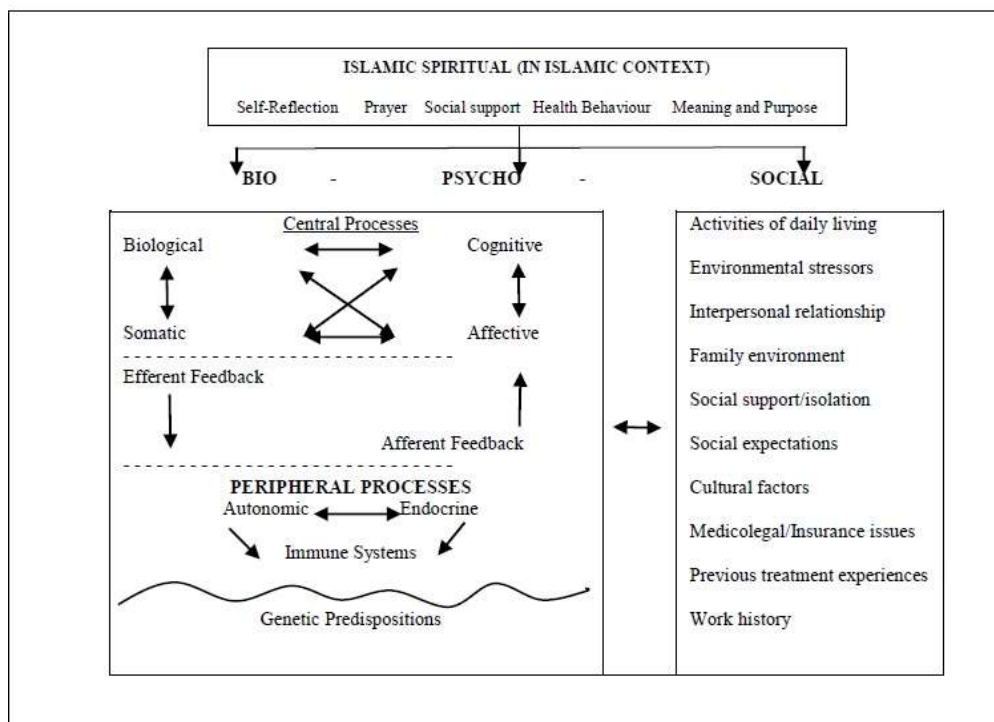 ISLAMIC SPIRITUAL (IN ISLAMIC CONTEXT)
Self-Reflection Prayer Social support Health Behaviour Meaning and Purpose
BIO - PSYCHO - SOCIAL
Central Processes
Biological Cognitive
Somatic Affective
Efferent Feedback
Afferent Feedback
PERIPHERAL PROCESSES
Autonomic Endocrine
Immune Systems
Genetic Predispositions
Activities of daily living
Environmental stressors
Interpersonal relationship
Family environment
Social support/isolation
Social expectations
Cultural factors
Medicolegal/Insurance issues
Previous treatment experiences
Work history